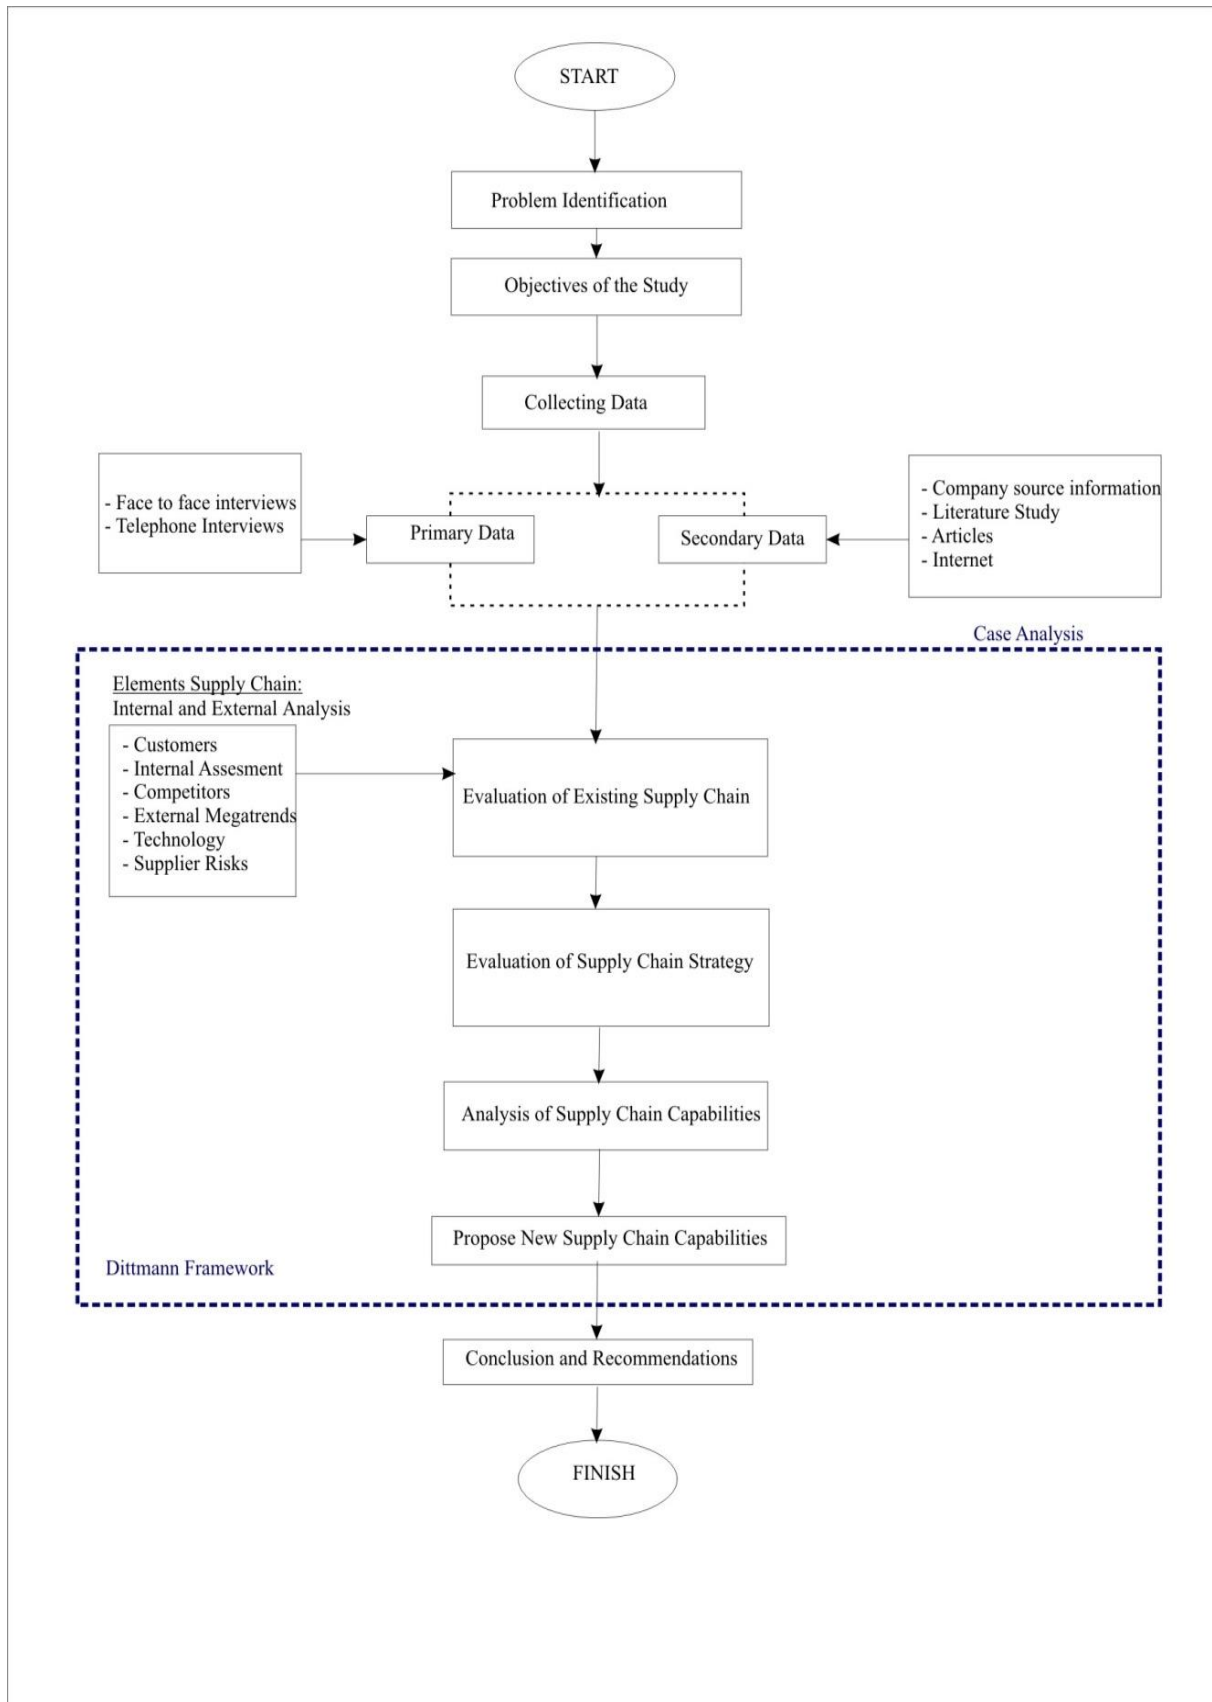 START
Problem Identification
Objectives of the Study
Collecting Data
- Face to face interviews
- Telephone Interviews
Primary Data
Secondary Data
- Company source information
- Literature Study
- Articles
- Internet
Case Analysis
Elements Supply Chain:
Internal and External Analysis
- Customers
- Internal Assesment
- Competitors
- External Megatrends
- Technology
- Supplier Risks
Evaluation of Existing Supply Chain
Evaluation of Supply Chain Strategy
Analysis of Supply Chain Capabilities
Propose New Supply Chain Capabilities
Dittmann Framework
Conclusion and Recommendations
FINISH